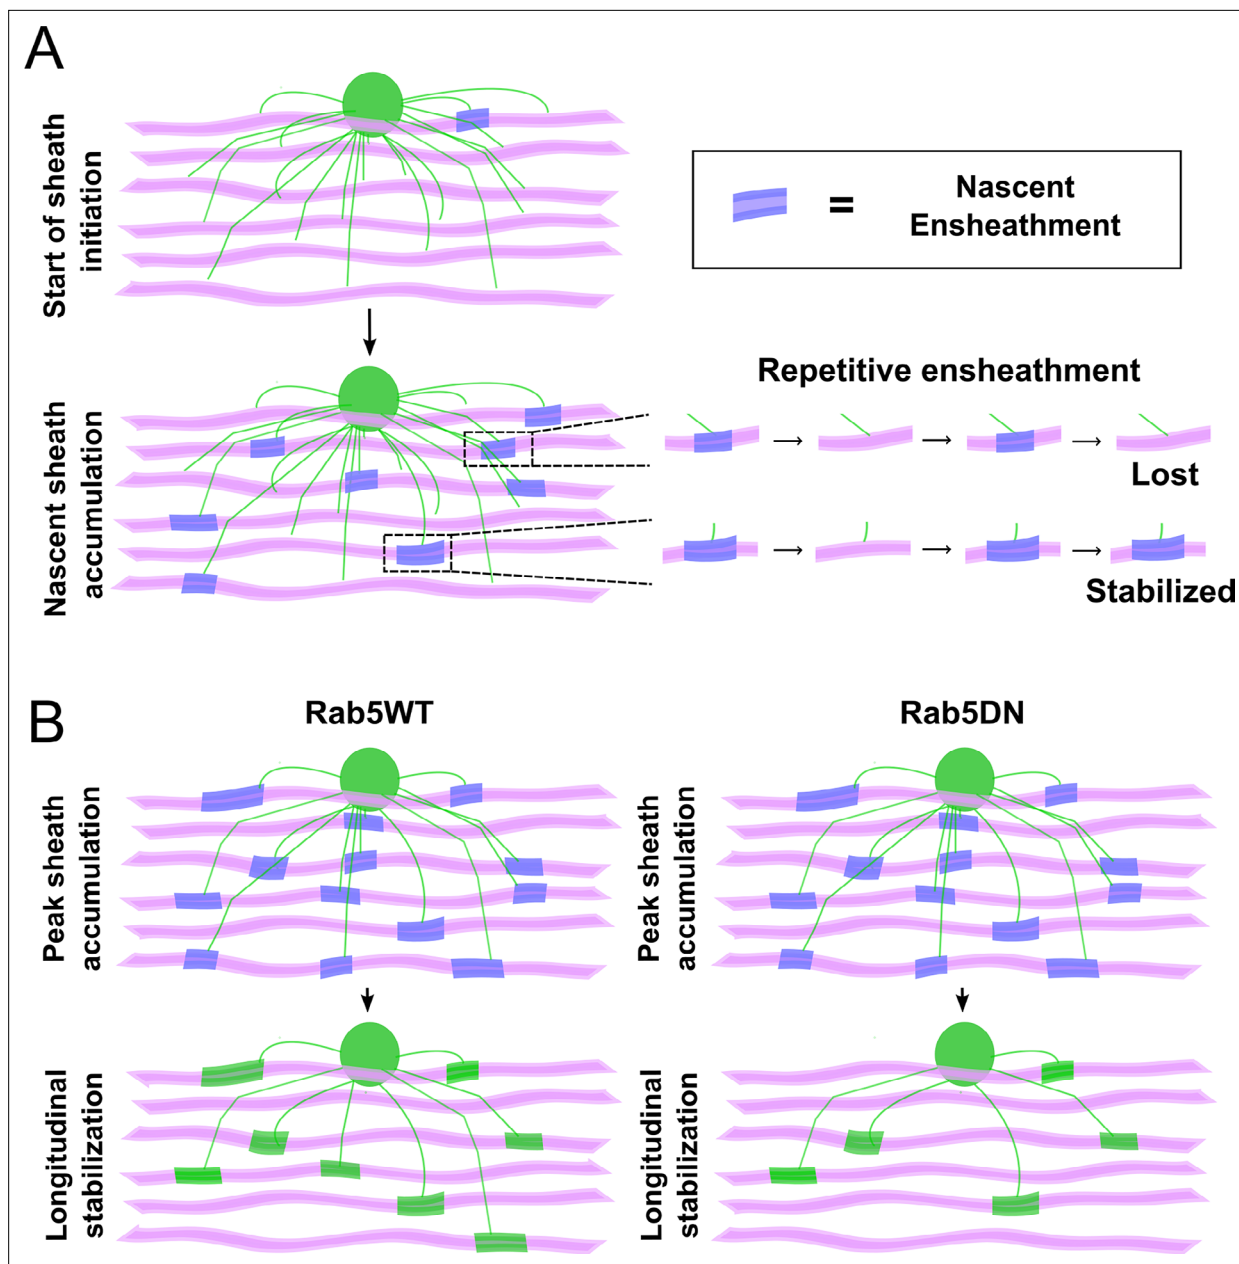 A
Start of sheath
initiation
=
Nascent
Ensheathment
Nascent sheath
accumulation
Repetitive ensheathment
Lost
Stabilized
B
Rab5WT
Rab5DN
Peak sheath
accumulation
Peak sheath
accumulation
Longitudinal
stabilization
Longitudinal
stabilization